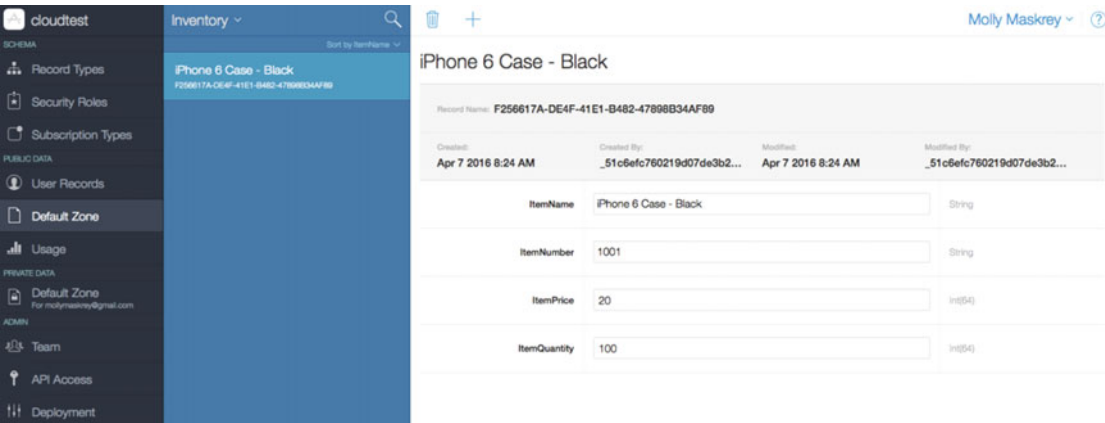 cloudtest
SCHEMA
Record Types
Security Roles
Subscription Types
PUBLIC DATA
User Records
Default Zone
Usage
PRIVATE DATA
Default Zone
For mollymaskrey@gmail.com
ADMIN
Team
API Access
Deployment
Inventory
Sort by ItemName
iPhone 6 Case - Black
F256617A-DE4F-41E1-B482-47898B34AF89
Molly Maskrey
?
iPhone 6 Case - Black
Record Name: F256617A-DE4F-41E1-B482-47898B34AF89
Created: Created By: Modified: Modified By:
Apr 7 2016 8:24 AM _51c6efc760219d07de3b2... Apr 7 2016 8:24 AM _51c6efc760219d07de3b2...
ItemName iPhone 6 Case - Black String
ItemNumber 1001 String
ItemPrice 20 Int(64)
ItemQuantity 100 Int(64)